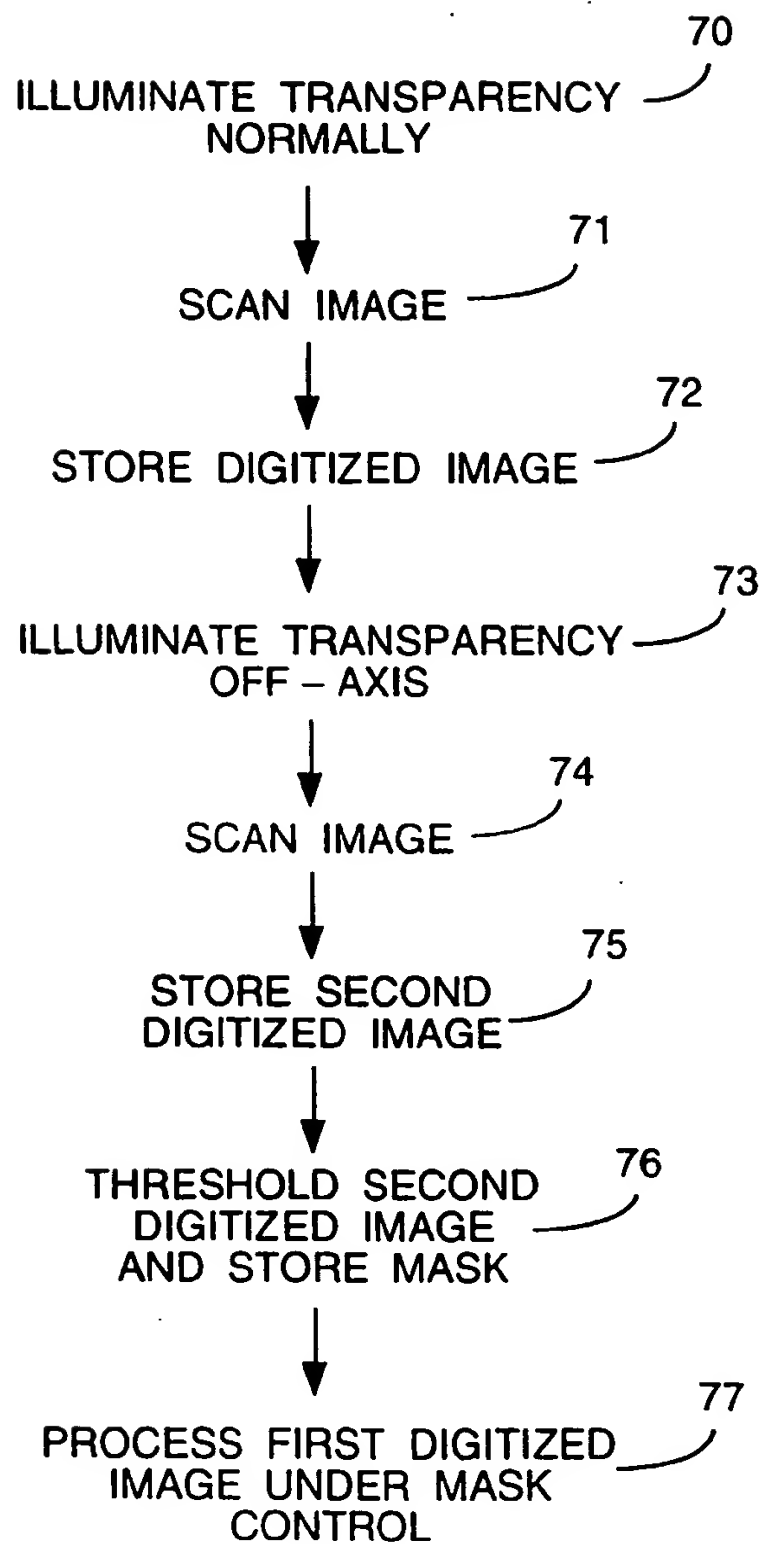 70
ILLUMINATE TRANSPARENCY
NORMALLY
71
SCAN IMAGE
72
STORE DIGITIZED IMAGE
73
ILLUMINATE TRANSPARENCY
OFF – AXIS
74
SCAN IMAGE
75
STORE SECOND
DIGITIZED IMAGE
76
THRESHOLD SECOND
DIGITIZED IMAGE
AND STORE MASK
77
PROCESS FIRST DIGITIZED
IMAGE UNDER MASK
CONTROL